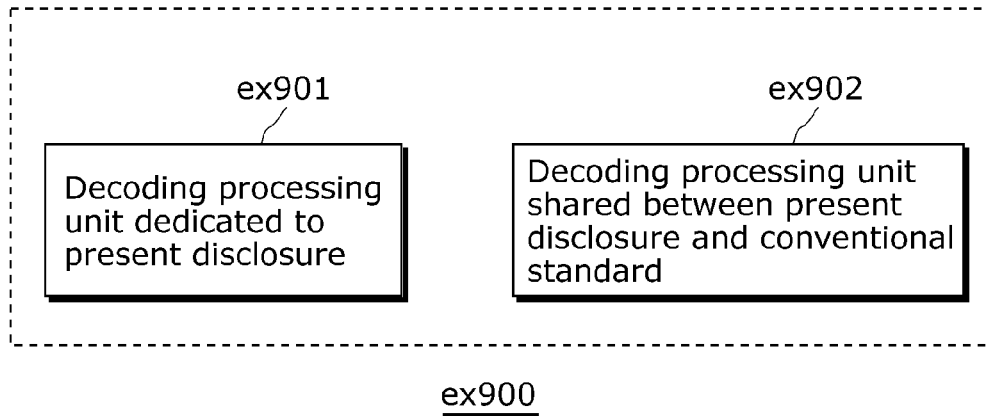 ex901
ex902
Decoding processing
unit dedicated to
present disclosure
Decoding processing unit
shared between present
disclosure and conventional
standard
ex900